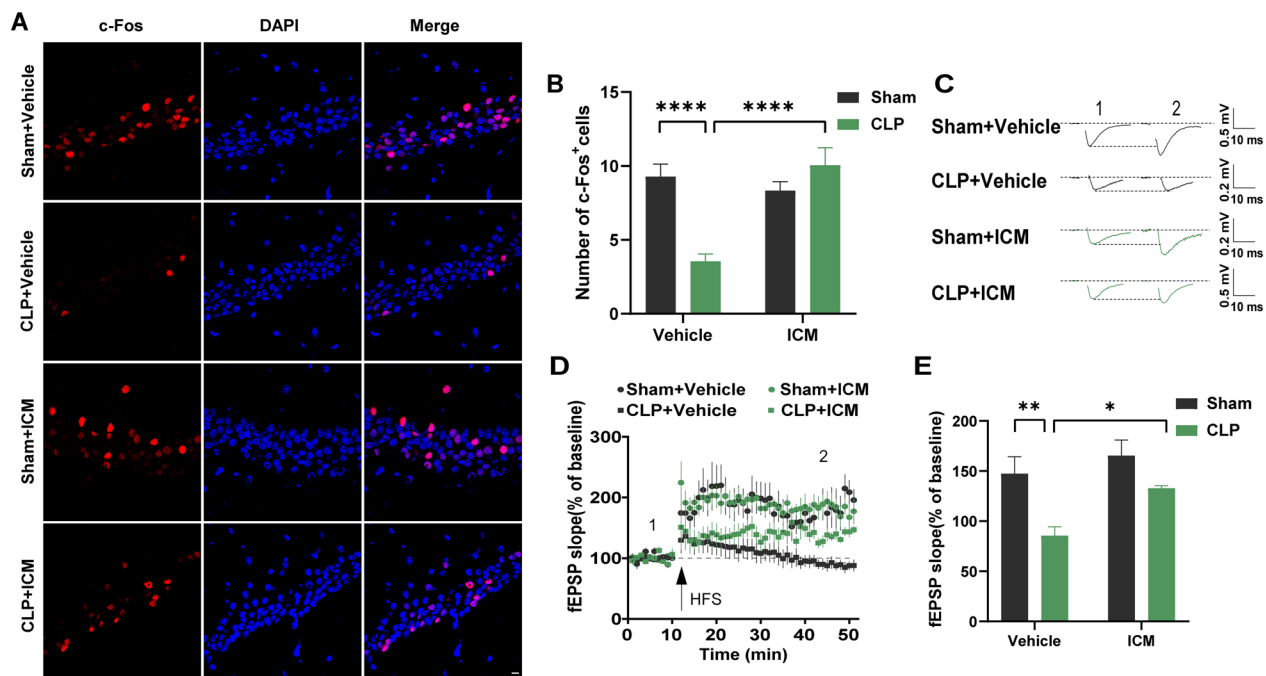 A
c-Fos
DAPI
Merge
Sham+Vehicle
CLP+Vehicle
Sham+ICM
CLP+ICM
B
Number of c-Fos+cells
15
10
5
0
****
****
Sham
CLP
Vehicle
ICM
C
1
2
Sham+Vehicle
0.5 mV
10 ms
CLP+Vehicle
0.2 mV
10 ms
Sham+ICM
0.2 mV
10 ms
CLP+ICM
0.5 mV
10 ms
D
Sham+Vehicle
Sham+ICM
CLP+Vehicle
CLP+ICM
fEPSP slope(% of baseline)
300
200
100
0
1
2
HFS
0
10
20
30
40
50
Time (min)
E
fEPSP slope(% of baseline)
200
150
100
50
0
**
*
Sham
CLP
Vehicle
ICM